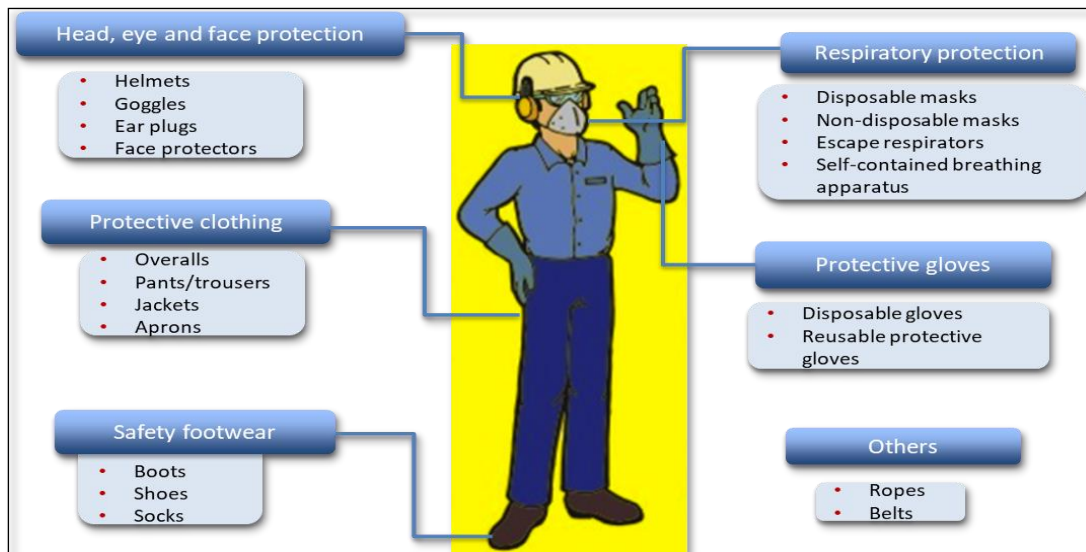 Head, eye and face protection
Helmets
Goggles
Ear plugs
Face protectors
Protective clothing
Overalls
Pants/trousers
Jackets
Aprons
Safety footwear
Boots
Shoes
Socks
Respiratory protection
Disposable masks
Non-disposable masks
Escape respirators
Self-contained breathing
apparatus
Protective gloves
Disposable gloves
Reusable protective
gloves
Others
Ropes
Belts